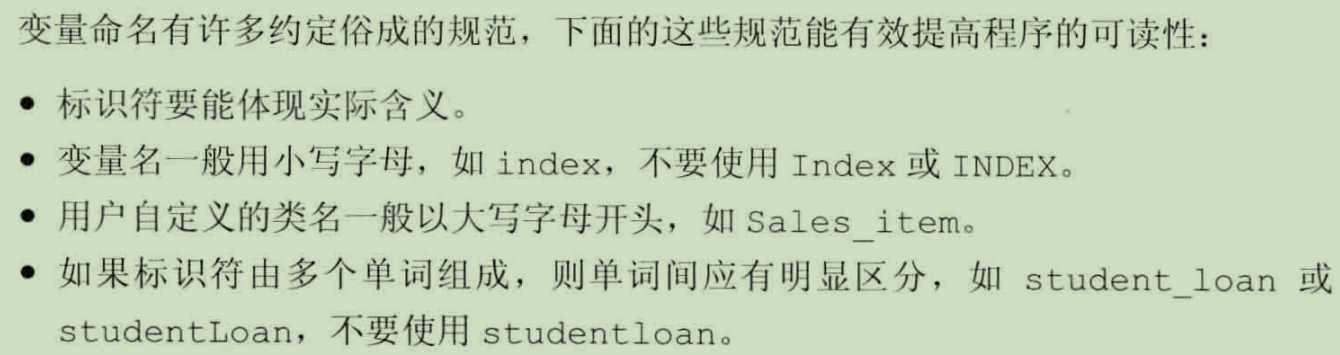 变量命名有许多约定俗成的规范，下面的这些规范能有效提高程序的可读性：
• 标识符要能体现实际含义。
• 变量名一般用小写字母，如 index，不要使用 Index 或 INDEX。
• 用户自定义的类名一般以大写字母开头，如 Sales_item。
• 如果标识符由多个单词组成，则单词间应有明显区分，如 student_loan 或
studentLoan，不要使用 studentloan。